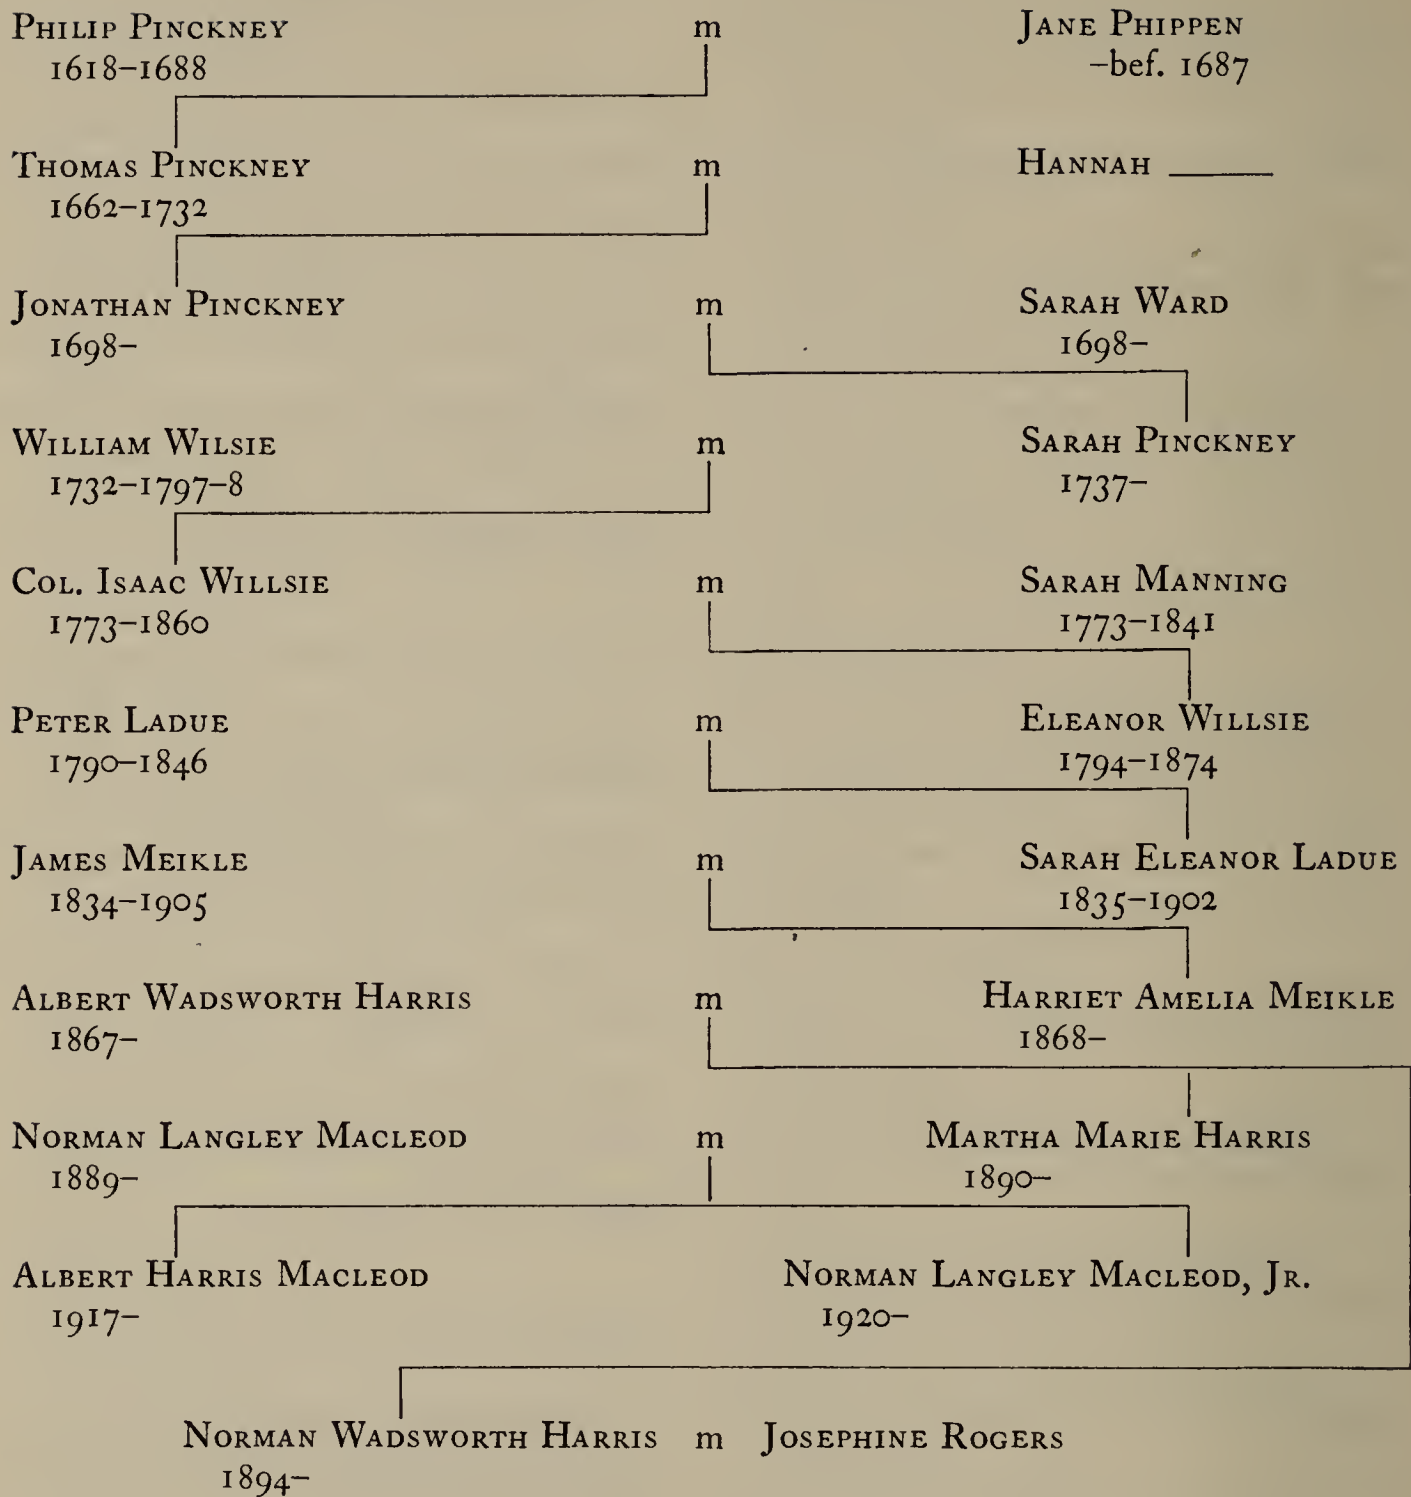 PHILIP PINCKNEY m JANE PHIPPEN
1618–1688 –bef. 1687
THOMAS PINCKNEY m HANNAH ______
1662–1732
JONATHAN PINCKNEY m SARAH WARD
1698– 1698–
WILLIAM WILSIE m SARAH PINCKNEY
1732–1797–8 1737–
COL. ISAAC WILLSIE m SARAH MANNING
1773–1860 1773–1841
PETER LADUE m ELEANOR WILLSIE
1790–1846 1794–1874
JAMES MEIKLE m SARAH ELEANOR LADUE
1834–1905 1835–1902
ALBERT WADSWORTH HARRIS m HARRIET AMELIA MEIKLE
1867– 1868–
NORMAN LANGLEY MACLEOD m MARTHA MARIE HARRIS
1889– 1890–
ALBERT HARRIS MACLEOD NORMAN LANGLEY MACLEOD, JR.
1917– 1920–
NORMAN WADSWORTH HARRIS m JOSEPHINE ROGERS
1894–